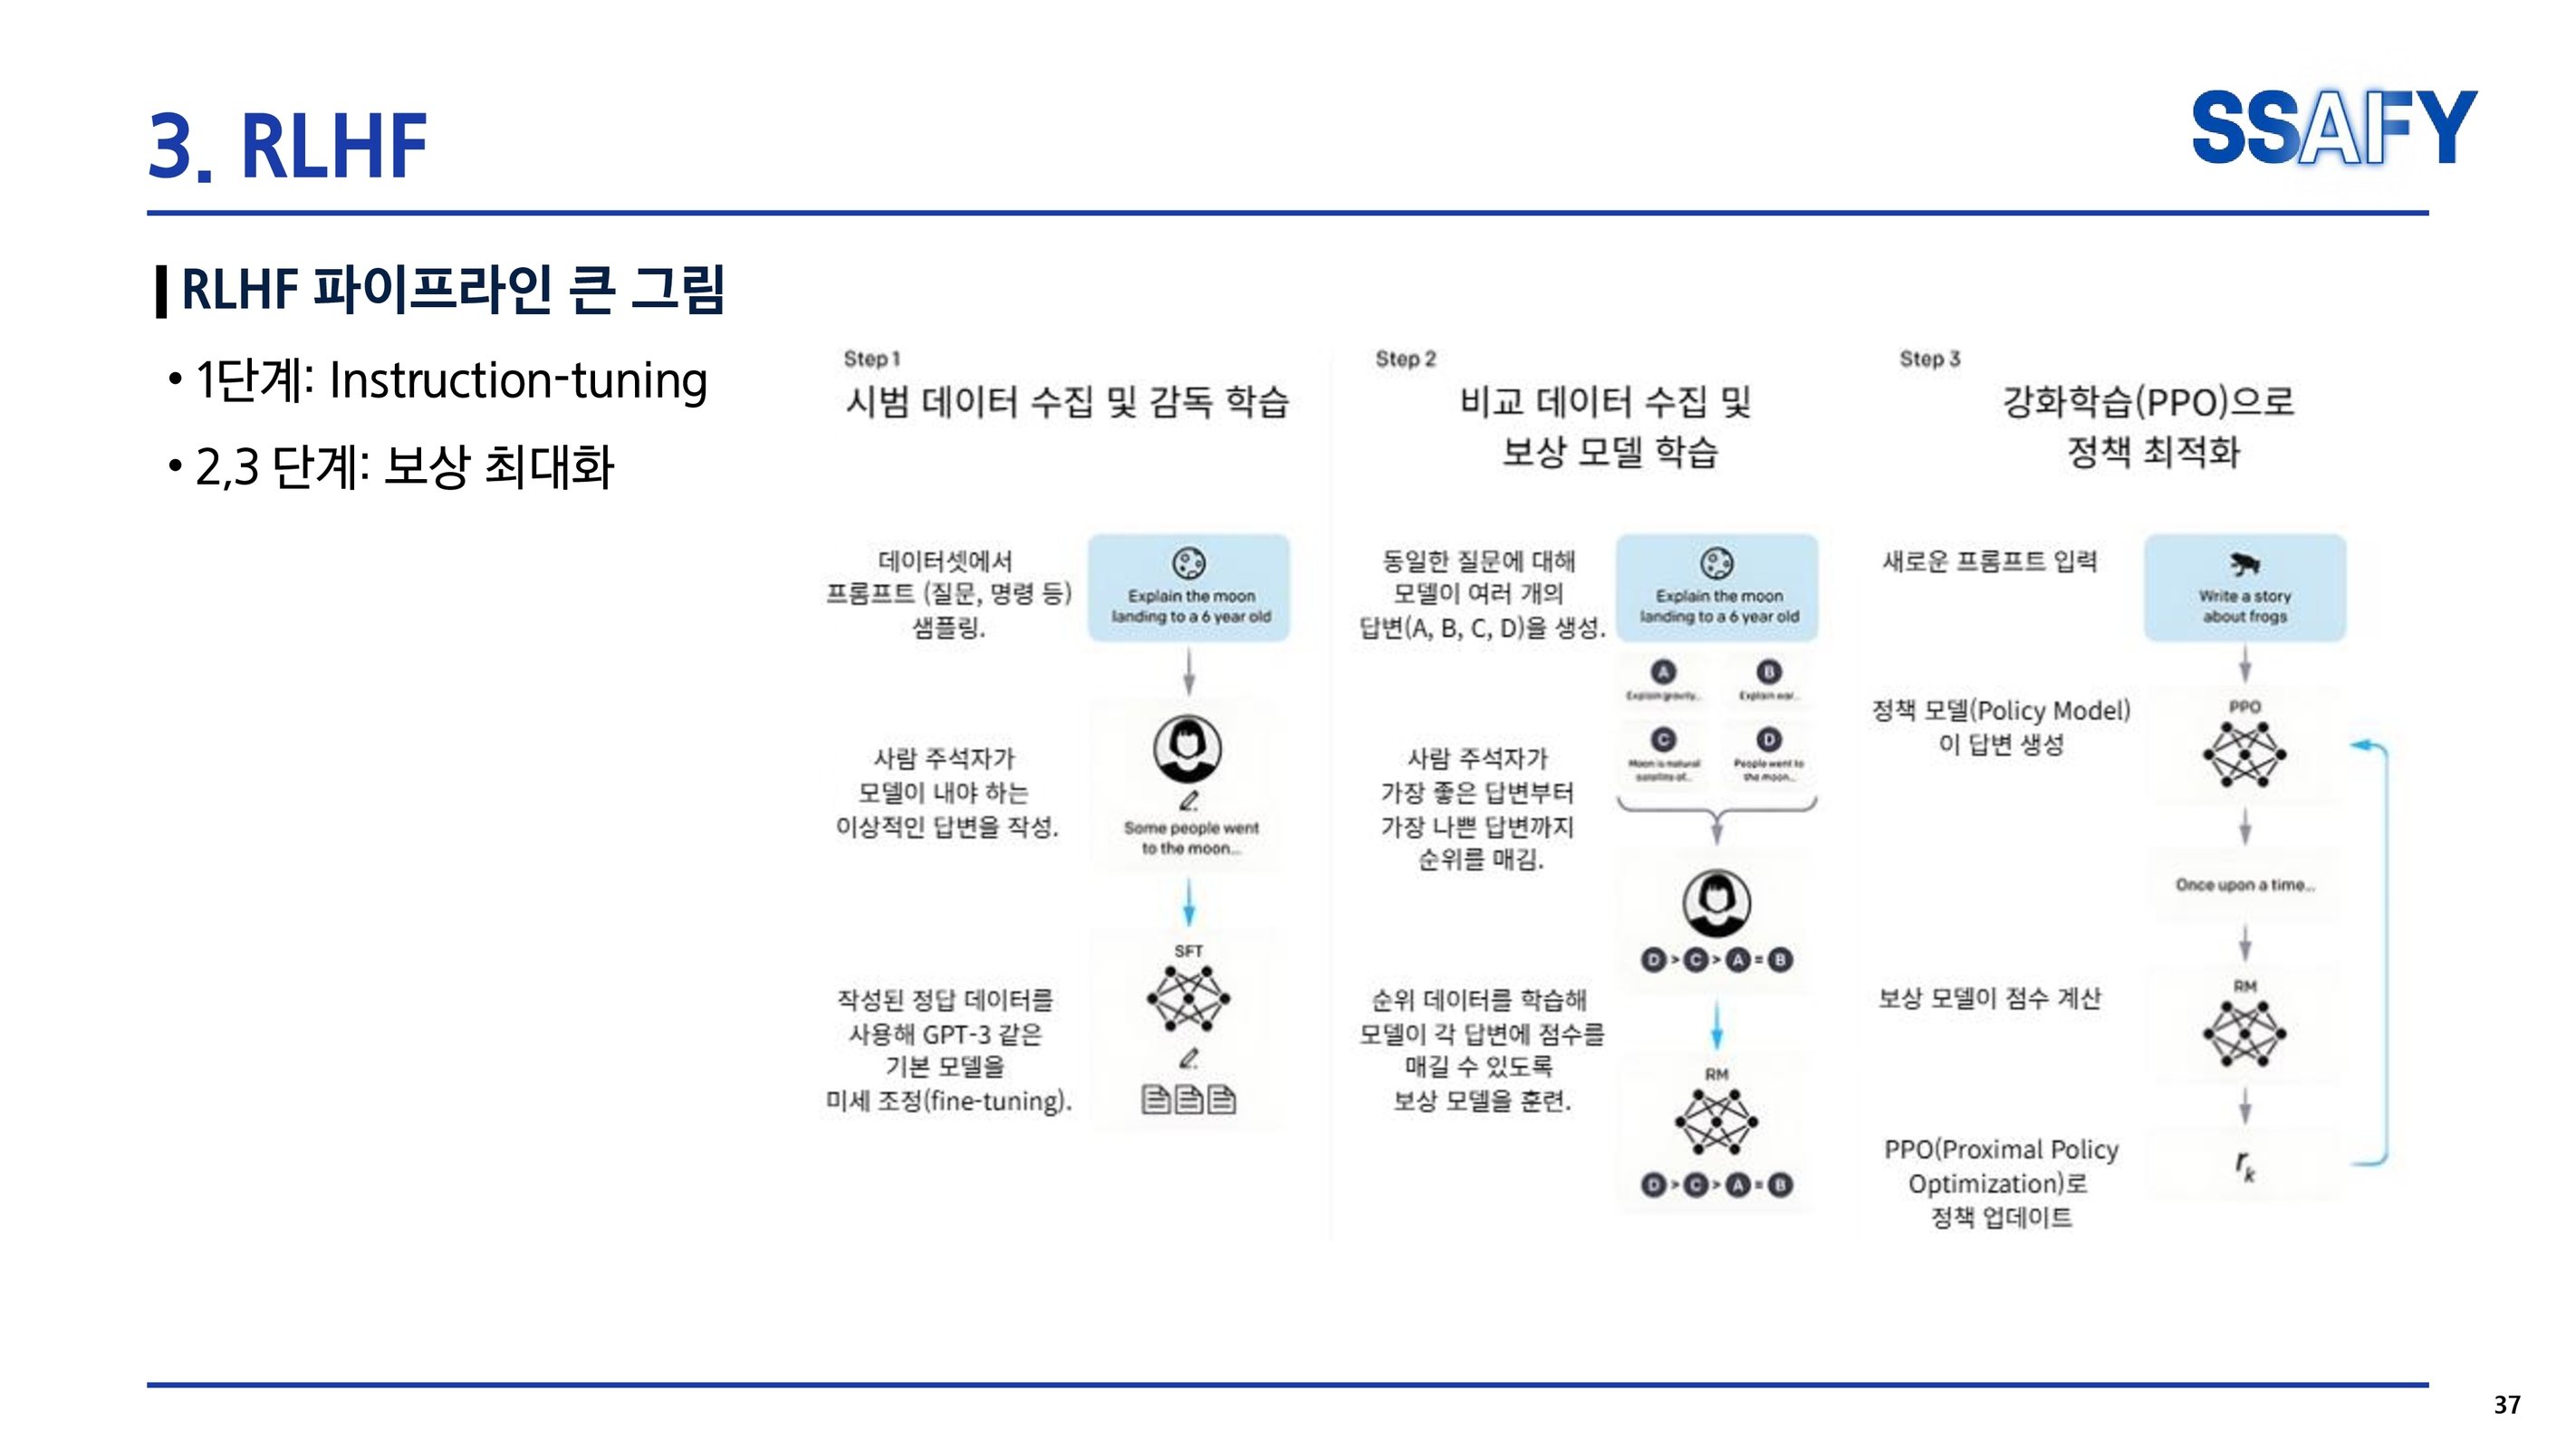 3. RLHF
SSAFY
RLHF 파이프라인 큰 그림
• 1단계: Instruction-tuning
• 2,3 단계: 보상 최대화
Step 1
시범 데이터 수집 및 감독 학습
데이터셋에서
프롬프트 (질문, 명령 등)
샘플링.
Explain the moon
landing to a 6 year old
사람 주석자가
모델이 내야 하는
이상적인 답변을 작성.
Some people went
to the moon...
SFT
작성된 정답 데이터를
사용해 GPT-3 같은
기본 모델을
미세 조정(fine-tuning).
Step 2
비교 데이터 수집 및
보상 모델 학습
동일한 질문에 대해
모델이 여러 개의
답변(A, B, C, D)을 생성.
Explain the moon
landing to a 6 year old
A
Explain gravity...
B
Explain war...
C
Moon is natural
satellite of...
D
People went to
the moon...
사람 주석자가
가장 좋은 답변부터
가장 나쁜 답변까지
순위를 매김.
D > C > A = B
순위 데이터를 학습해
모델이 각 답변에 점수를
매길 수 있도록
보상 모델을 훈련.
RM
D > C > A = B
Step 3
강화학습(PPO)으로
정책 최적화
새로운 프롬프트 입력
Write a story
about frogs
정책 모델(Policy Model)
이 답변 생성
PPO
Once upon a time...
보상 모델이 점수 계산
RM
PPO(Proximal Policy
Optimization)로
정책 업데이트
rk
37